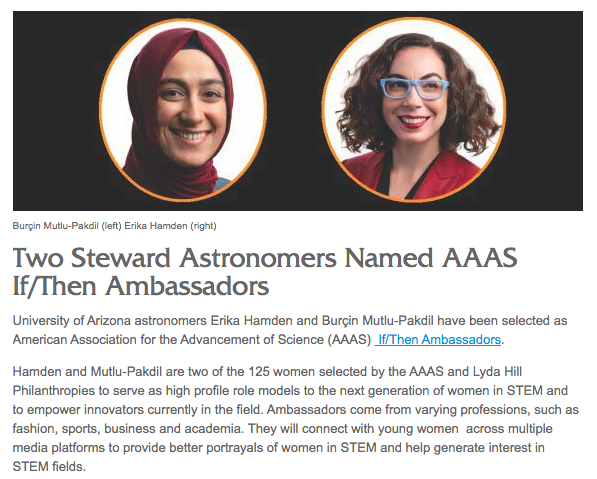 Burçin Mutlu-Pakdil (left) Erika Hamden (right)
Two Steward Astronomers Named AAAS
If/Then Ambassadors
University of Arizona astronomers Erika Hamden and Burçin Mutlu-Pakdil have been selected as
American Association for the Advancement of Science (AAAS) If/Then Ambassadors.
Hamden and Mutlu-Pakdil are two of the 125 women selected by the AAAS and Lyda Hill
Philanthropies to serve as high profile role models to the next generation of women in STEM and
to empower innovators currently in the field. Ambassadors come from varying professions, such as
fashion, sports, business and academia. They will connect with young women across multiple
media platforms to provide better portrayals of women in STEM and help generate interest in
STEM fields.